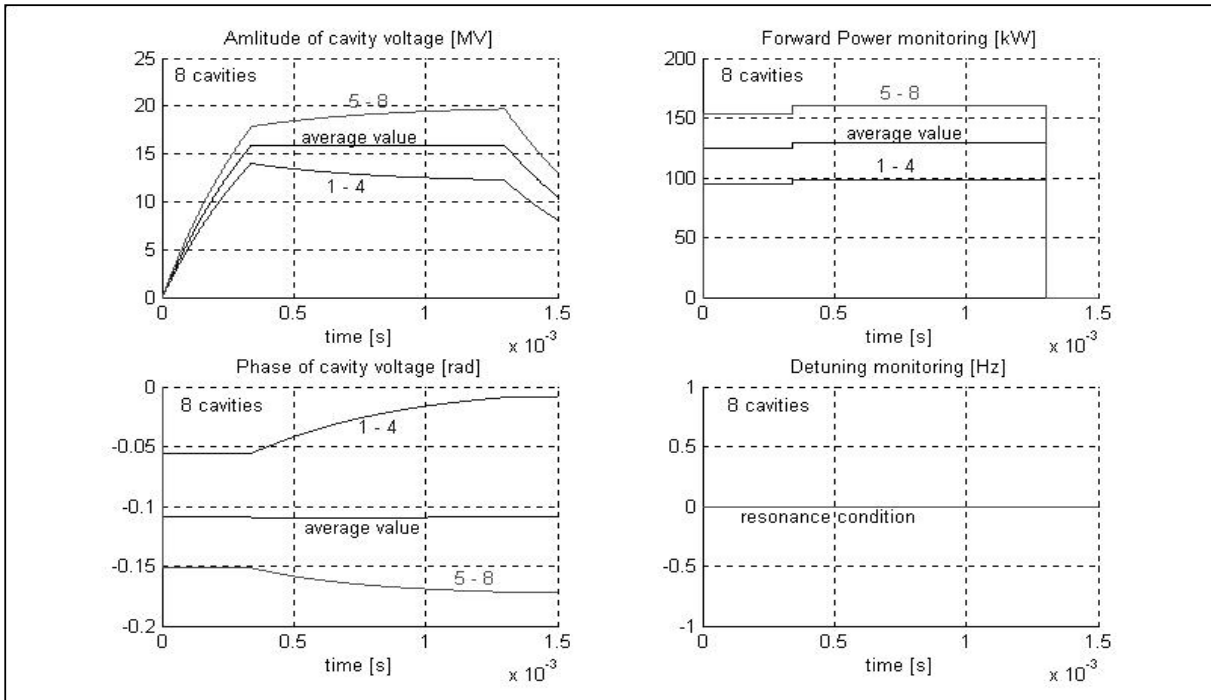 Amlitude of cavity voltage [MV]
25
20
15
10
5
0
8 cavities
5 - 8
average value
1 - 4
0
0.5
1
1.5
time [s]
x 10-3
Forward Power monitoring [kW]
200
150
100
50
0
8 cavities
5 - 8
average value
1 - 4
0
0.5
1
1.5
time [s]
x 10-3
Phase of cavity voltage [rad]
0
-0.05
-0.1
-0.15
-0.2
8 cavities
1 - 4
average value
5 - 8
0
0.5
1
1.5
time [s]
x 10-3
Detuning monitoring [Hz]
1
0.5
0
-0.5
-1
8 cavities
resonance condition
0
0.5
1
1.5
time [s]
x 10-3